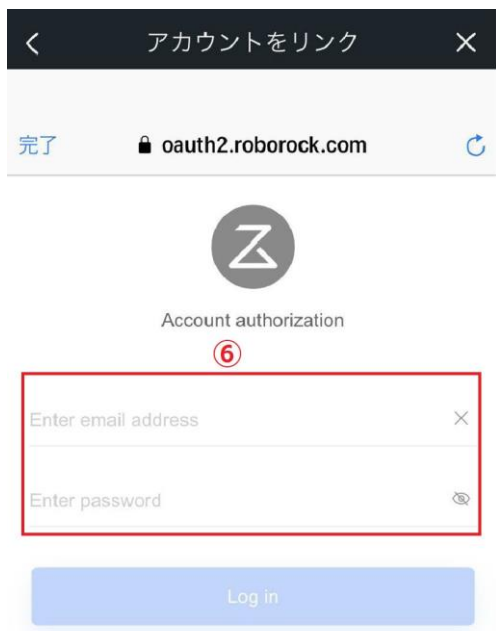 アカウントをリンク
完了 oauth2.roborock.com
Account authorization
⑥
Enter email address
Enter password
Log in